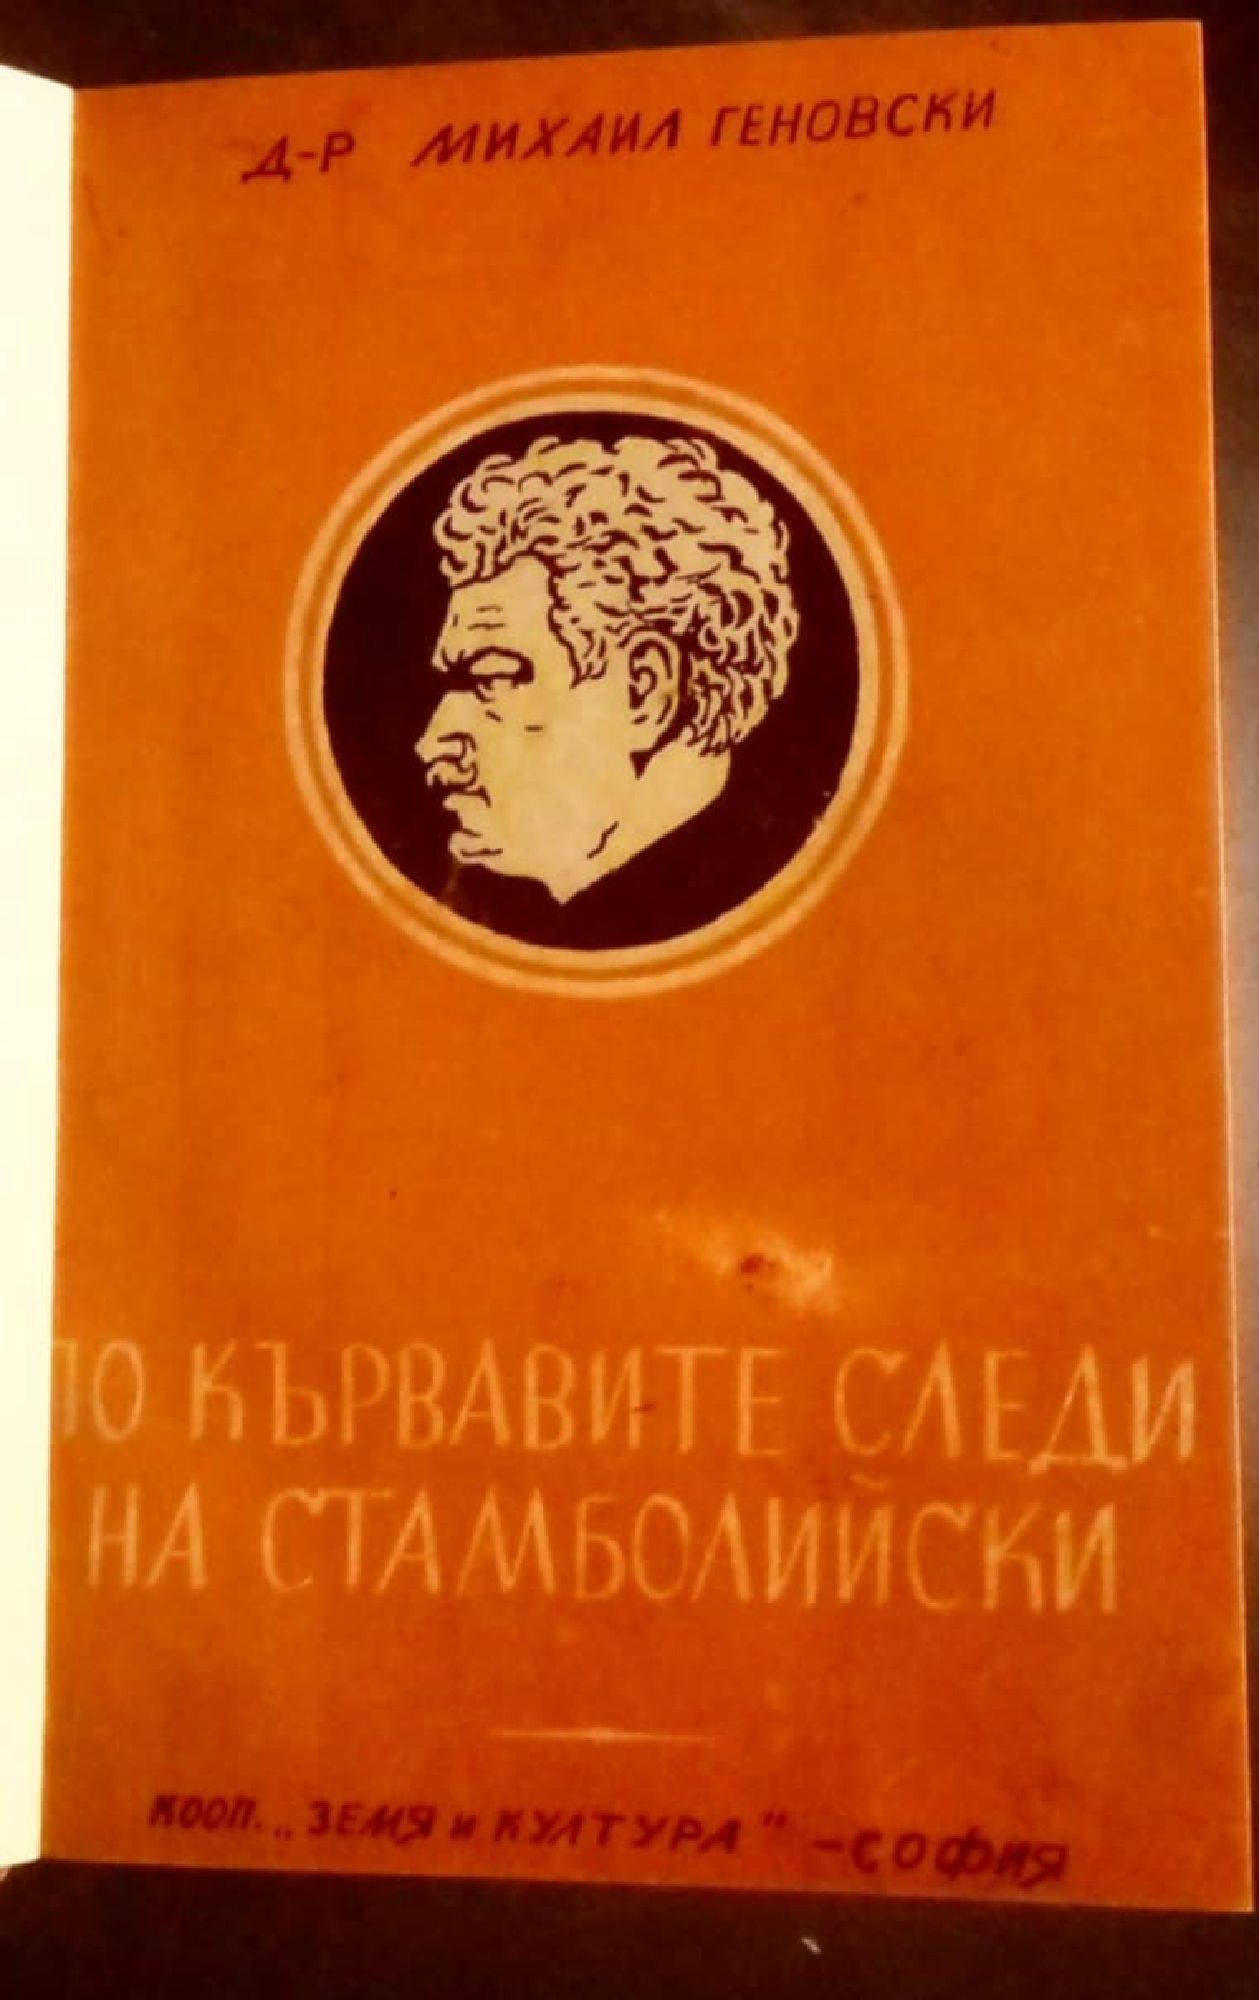 Д-Р МИХАИЛ ГЕНОВСКИ
ПО КЪРВАВИТЕ СЛЕДИ
НА СТАМБОЛИЙСКИ
КООП. „ЗЕМЯ и КУЛТУРА" - СОФИЯ